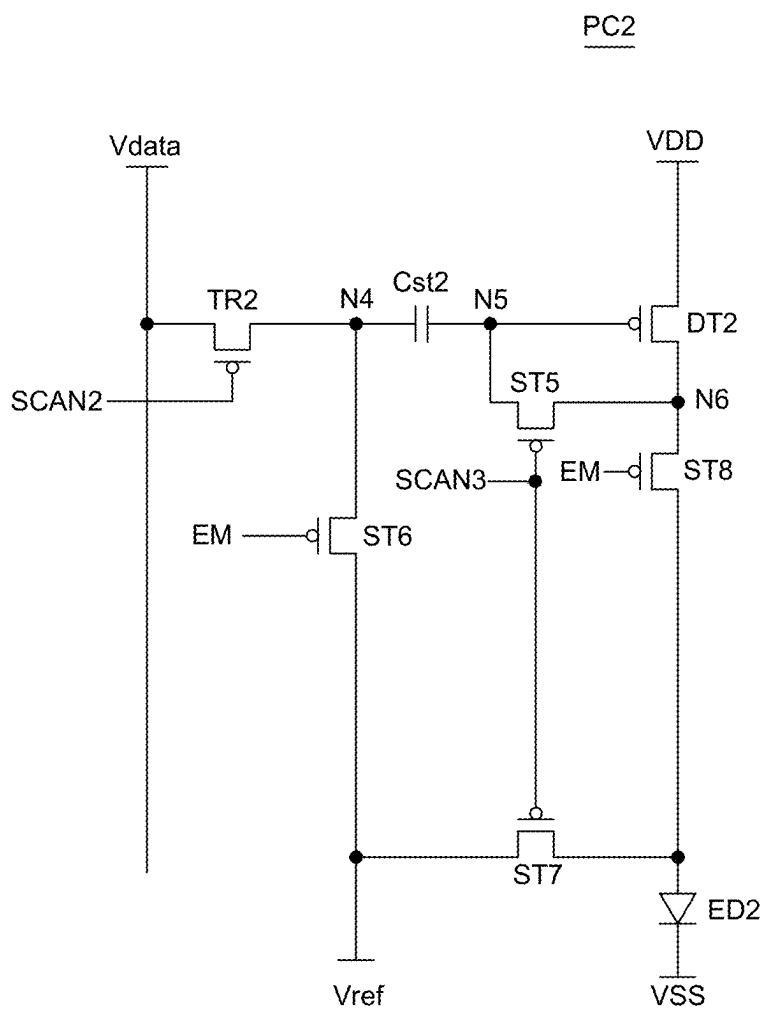 PC2
Vdata
VDD
Cst2
TR2
N4
N5
DT2
ST5
N6
SCAN2
SCAN3
EM
ST8
EM
ST6
ST7
ED2
Vref
VSS